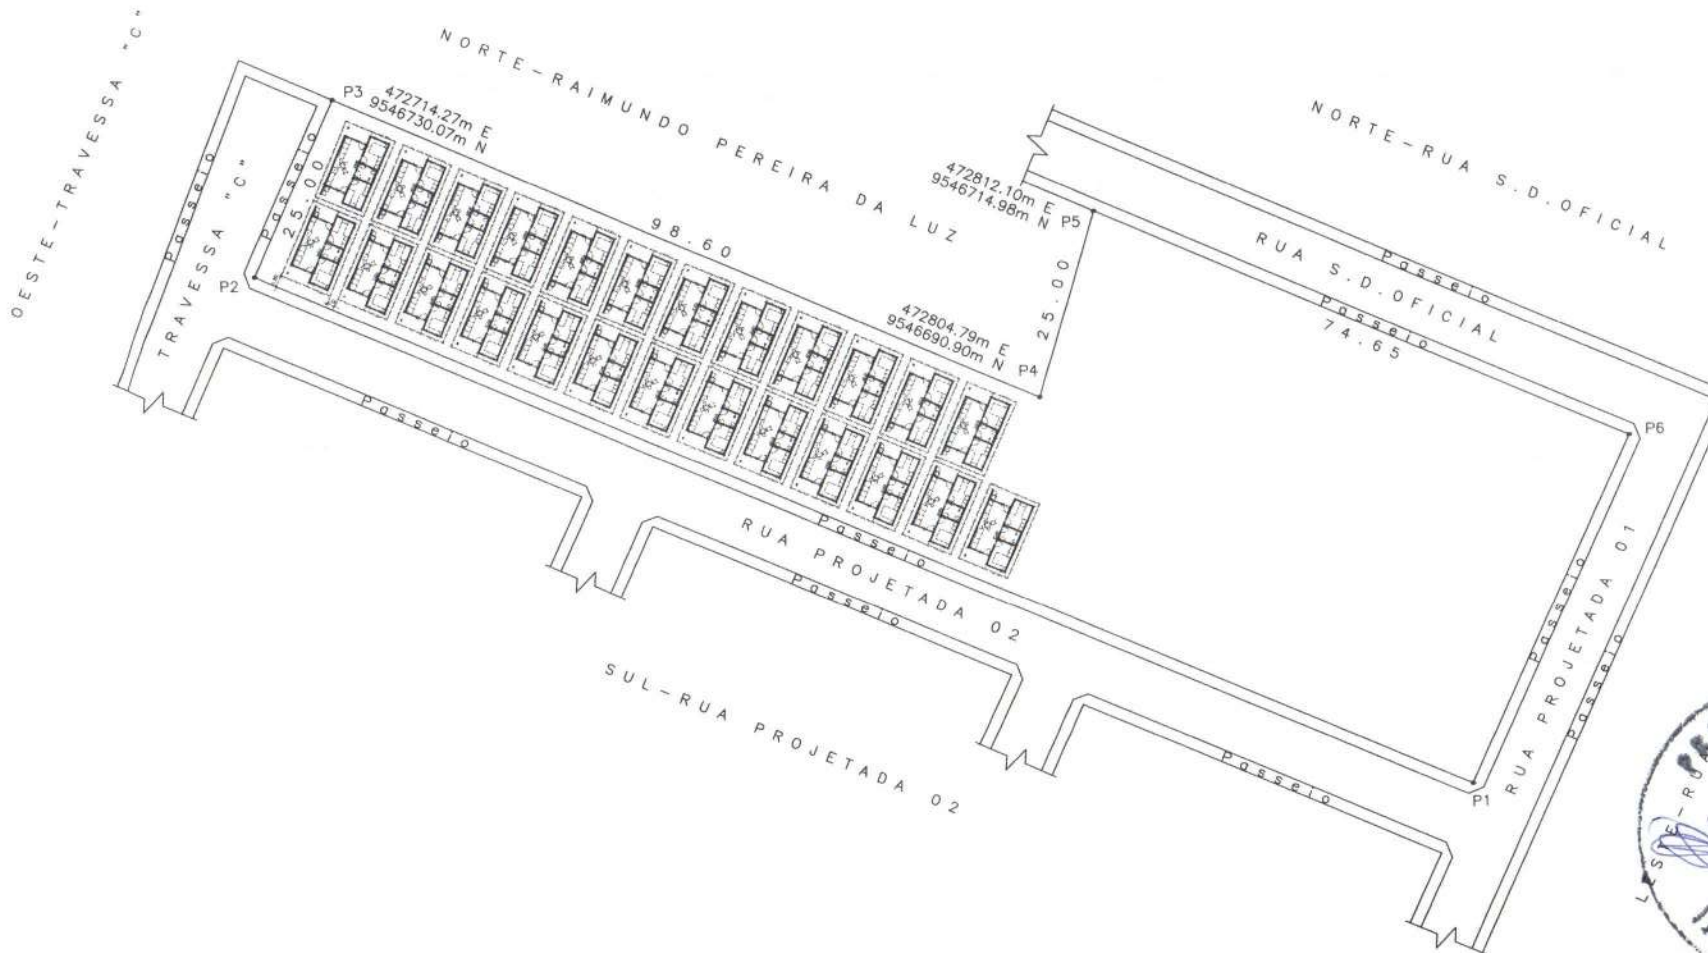 OESTE-TRAVESSA "C"
NORTE-RAIMUNDO PEREIRA DA LUZ
NORTE-RUA S.D.OFICIAL
P3
472714.27m E
9546730.07m N
Passeio
Passeio
TRAVESSA "C"
25.00
P2
98.60
472812.10m E
9546714.98m N
P5
25.00
472804.79m E
9546690.90m N
P4
Passeio
RUA S.D.OFICIAL
Passeio
74.65
P6
Passeio
RUA PROJETADA 01
Passeio
P1
Passeio
Passeio
RUA PROJETADA 02
Passeio
Passeio
SUL-RUA PROJETADA 02